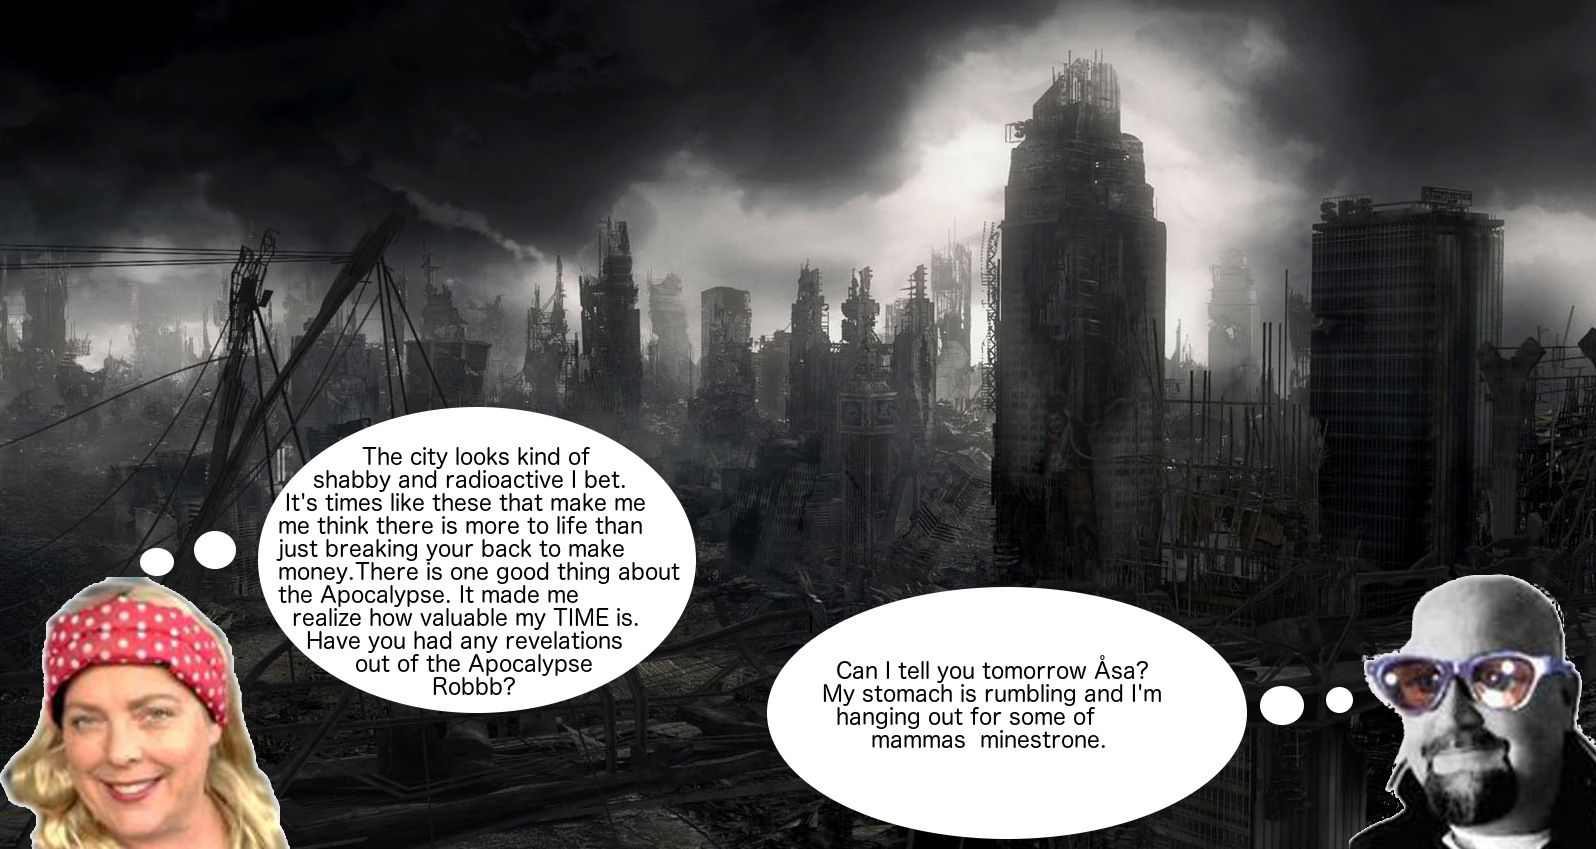 The city looks kind of
shabby and radioactive I bet.
It's times like these that make me
me think there is more to life than
just breaking your back to make
money.There is one good thing about
the Apocalypse. It made me
realize how valuable my TIME is.
Have you had any revelations
out of the Apocalypse
Robbb?
Can I tell you tomorrow Åsa?
My stomach is rumbling and I'm
hanging out for some of
mammas  minestrone.